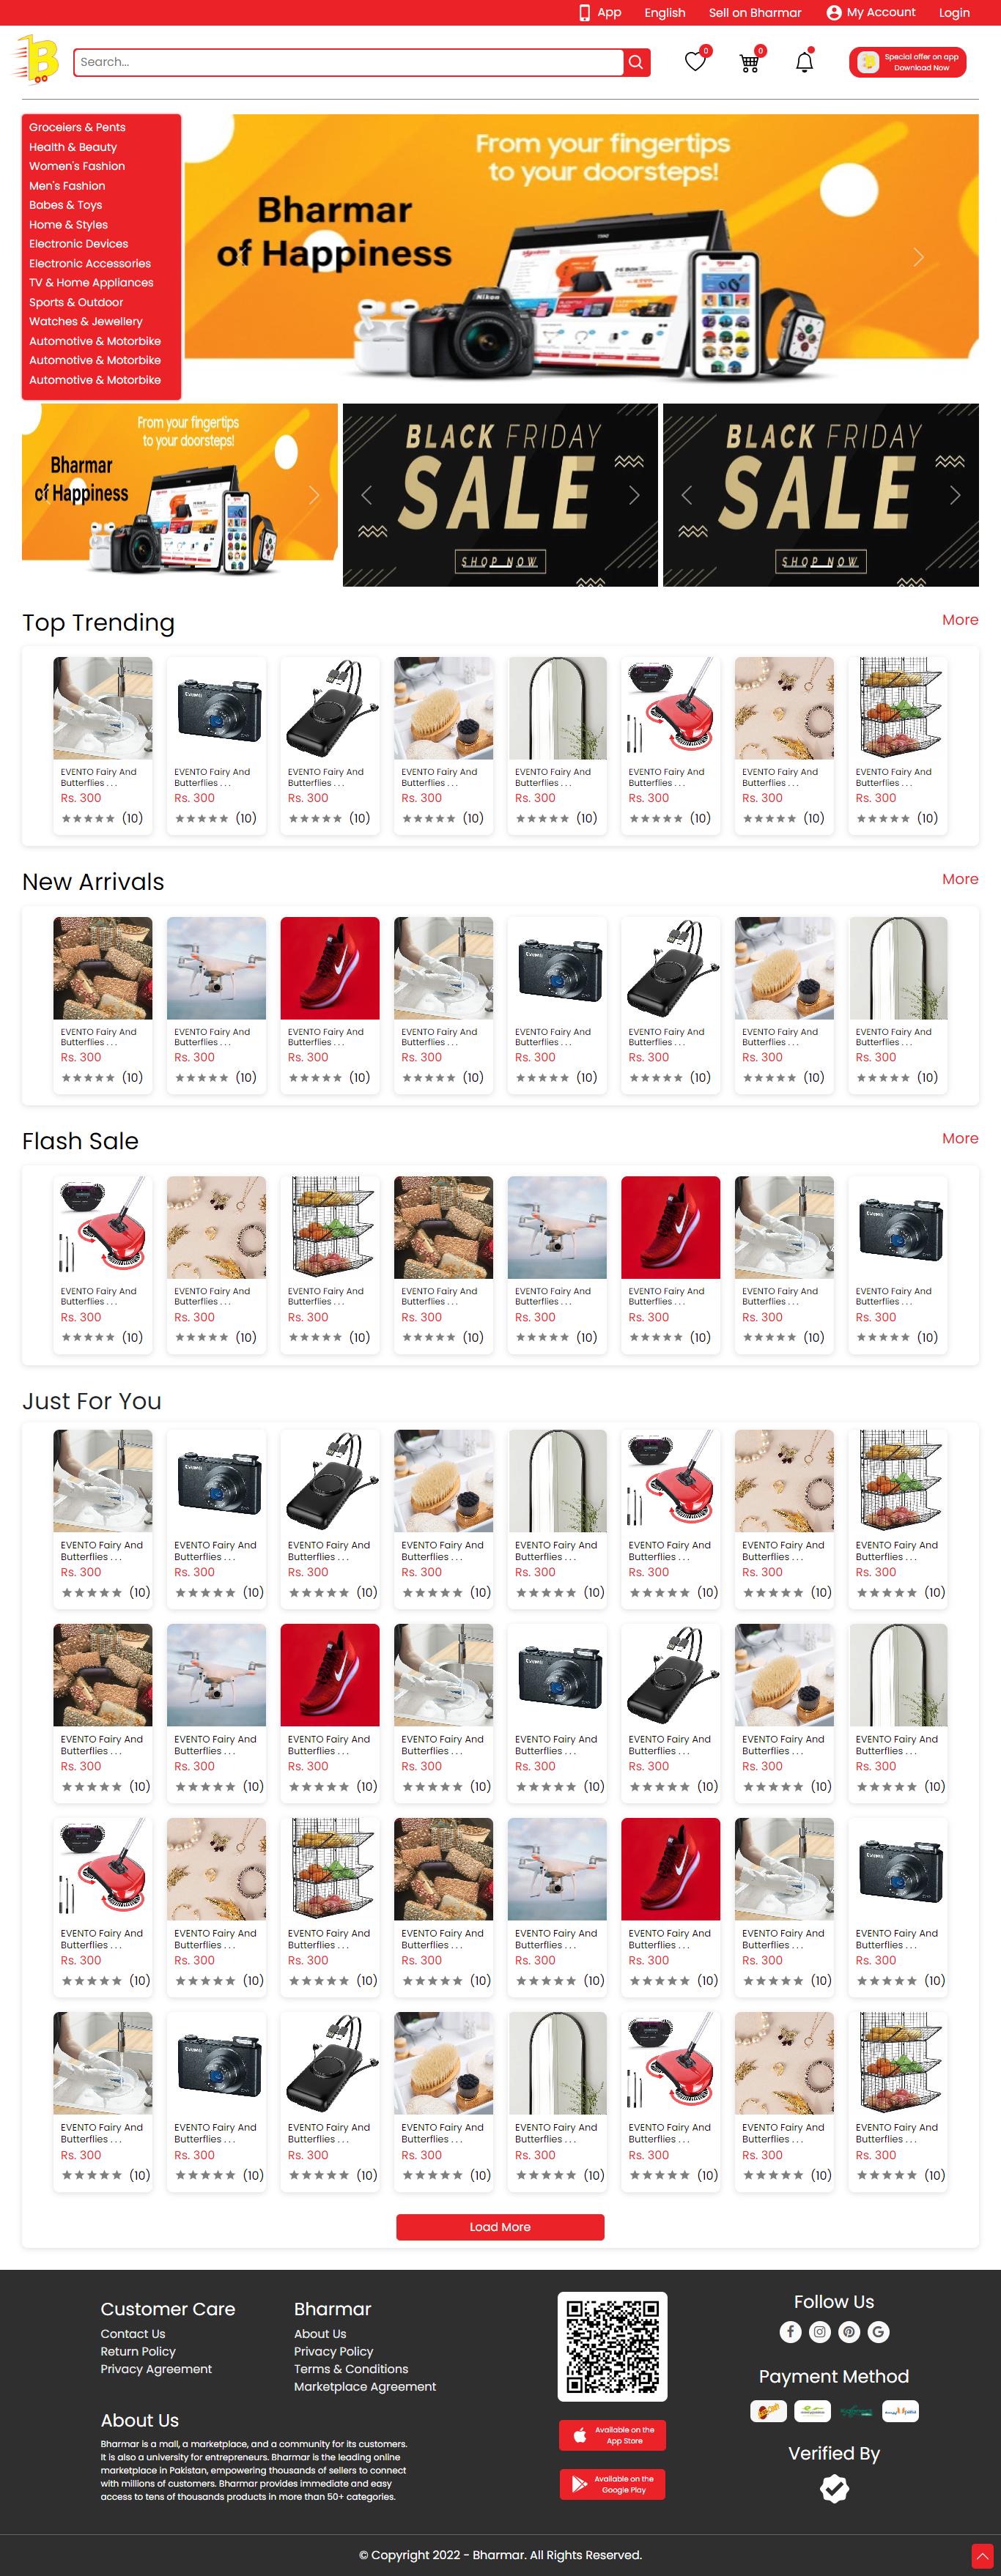 App English Sell on Bharmar My Account Login
B
Search...
0
0
Special offer on app
Download Now
Groceiers & Pents
Health & Beauty
Women's Fashion
Men's Fashion
Babes & Toys
Home & Styles
Electronic Devices
Electronic Accessories
TV & Home Appliances
Sports & Outdoor
Watches & Jewellery
Automotive & Motorbike
Automotive & Motorbike
Automotive & Motorbike
From your fingertips
to your doorsteps!
Bharmar
of Happiness
Nikon
From your fingertips
to your doorsteps!
Bharmar
of Happiness
BLACK FRIDAY
SALE
SHOP NOW
BLACK FRIDAY
SALE
SHOP NOW
Top Trending More
EVENTO Fairy And EVENTO Fairy And EVENTO Fairy And EVENTO Fairy And EVENTO Fairy And EVENTO Fairy And EVENTO Fairy And EVENTO Fairy And
Butterflies . . . Butterflies . . . Butterflies . . . Butterflies . . . Butterflies . . . Butterflies . . . Butterflies . . . Butterflies . . .
Rs. 300 Rs. 300 Rs. 300 Rs. 300 Rs. 300 Rs. 300 Rs. 300 Rs. 300
(10) (10) (10) (10) (10) (10) (10) (10)
New Arrivals More
EVENTO Fairy And EVENTO Fairy And EVENTO Fairy And EVENTO Fairy And EVENTO Fairy And EVENTO Fairy And EVENTO Fairy And EVENTO Fairy And
Butterflies . . . Butterflies . . . Butterflies . . . Butterflies . . . Butterflies . . . Butterflies . . . Butterflies . . . Butterflies . . .
Rs. 300 Rs. 300 Rs. 300 Rs. 300 Rs. 300 Rs. 300 Rs. 300 Rs. 300
(10) (10) (10) (10) (10) (10) (10) (10)
Flash Sale More
EVENTO Fairy And EVENTO Fairy And EVENTO Fairy And EVENTO Fairy And EVENTO Fairy And EVENTO Fairy And EVENTO Fairy And EVENTO Fairy And
Butterflies . . . Butterflies . . . Butterflies . . . Butterflies . . . Butterflies . . . Butterflies . . . Butterflies . . . Butterflies . . .
Rs. 300 Rs. 300 Rs. 300 Rs. 300 Rs. 300 Rs. 300 Rs. 300 Rs. 300
(10) (10) (10) (10) (10) (10) (10) (10)
Just For You
EVENTO Fairy And EVENTO Fairy And EVENTO Fairy And EVENTO Fairy And EVENTO Fairy And EVENTO Fairy And EVENTO Fairy And EVENTO Fairy And
Butterflies . . . Butterflies . . . Butterflies . . . Butterflies . . . Butterflies . . . Butterflies . . . Butterflies . . . Butterflies . . .
Rs. 300 Rs. 300 Rs. 300 Rs. 300 Rs. 300 Rs. 300 Rs. 300 Rs. 300
(10) (10) (10) (10) (10) (10) (10) (10)
EVENTO Fairy And EVENTO Fairy And EVENTO Fairy And EVENTO Fairy And EVENTO Fairy And EVENTO Fairy And EVENTO Fairy And EVENTO Fairy And
Butterflies . . . Butterflies . . . Butterflies . . . Butterflies . . . Butterflies . . . Butterflies . . . Butterflies . . . Butterflies . . .
Rs. 300 Rs. 300 Rs. 300 Rs. 300 Rs. 300 Rs. 300 Rs. 300 Rs. 300
(10) (10) (10) (10) (10) (10) (10) (10)
EVENTO Fairy And EVENTO Fairy And EVENTO Fairy And EVENTO Fairy And EVENTO Fairy And EVENTO Fairy And EVENTO Fairy And EVENTO Fairy And
Butterflies . . . Butterflies . . . Butterflies . . . Butterflies . . . Butterflies . . . Butterflies . . . Butterflies . . . Butterflies . . .
Rs. 300 Rs. 300 Rs. 300 Rs. 300 Rs. 300 Rs. 300 Rs. 300 Rs. 300
(10) (10) (10) (10) (10) (10) (10) (10)
EVENTO Fairy And EVENTO Fairy And EVENTO Fairy And EVENTO Fairy And EVENTO Fairy And EVENTO Fairy And EVENTO Fairy And EVENTO Fairy And
Butterflies . . . Butterflies . . . Butterflies . . . Butterflies . . . Butterflies . . . Butterflies . . . Butterflies . . . Butterflies . . .
Rs. 300 Rs. 300 Rs. 300 Rs. 300 Rs. 300 Rs. 300 Rs. 300 Rs. 300
(10) (10) (10) (10) (10) (10) (10) (10)
Load More
Customer Care
Contact Us
Return Policy
Privacy Agreement
Bharmar
About Us
Privacy Policy
Terms & Conditions
Marketplace Agreement
About Us
Bharmar is a mall, a marketplace, and a community for its customers.
It is also a university for entrepreneurs. Bharmar is the leading online
marketplace in Pakistan, empowering thousands of sellers to connect
with millions of customers. Bharmar provides immediate and easy
access to tens of thousands products in more than 50+ categories.
Available on the
App Store
Available on the
Google Play
Follow Us
Payment Method
Verified By
© Copyright 2022 - Bharmar. All Rights Reserved.